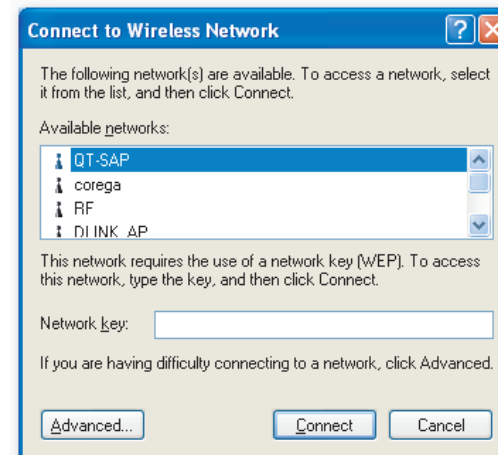 Connect to Wireless Network
The following network(s) are available. To access a network, select
it from the list, and then click Connect.
Available networks:
QT-SAP
corega
RF
DLINK_AP
This network requires the use of a network key (WEP). To access
this network, type the key, and then click Connect.
Network key:
If you are having difficulty connecting to a network, click Advanced.
Advanced... Connect Cancel